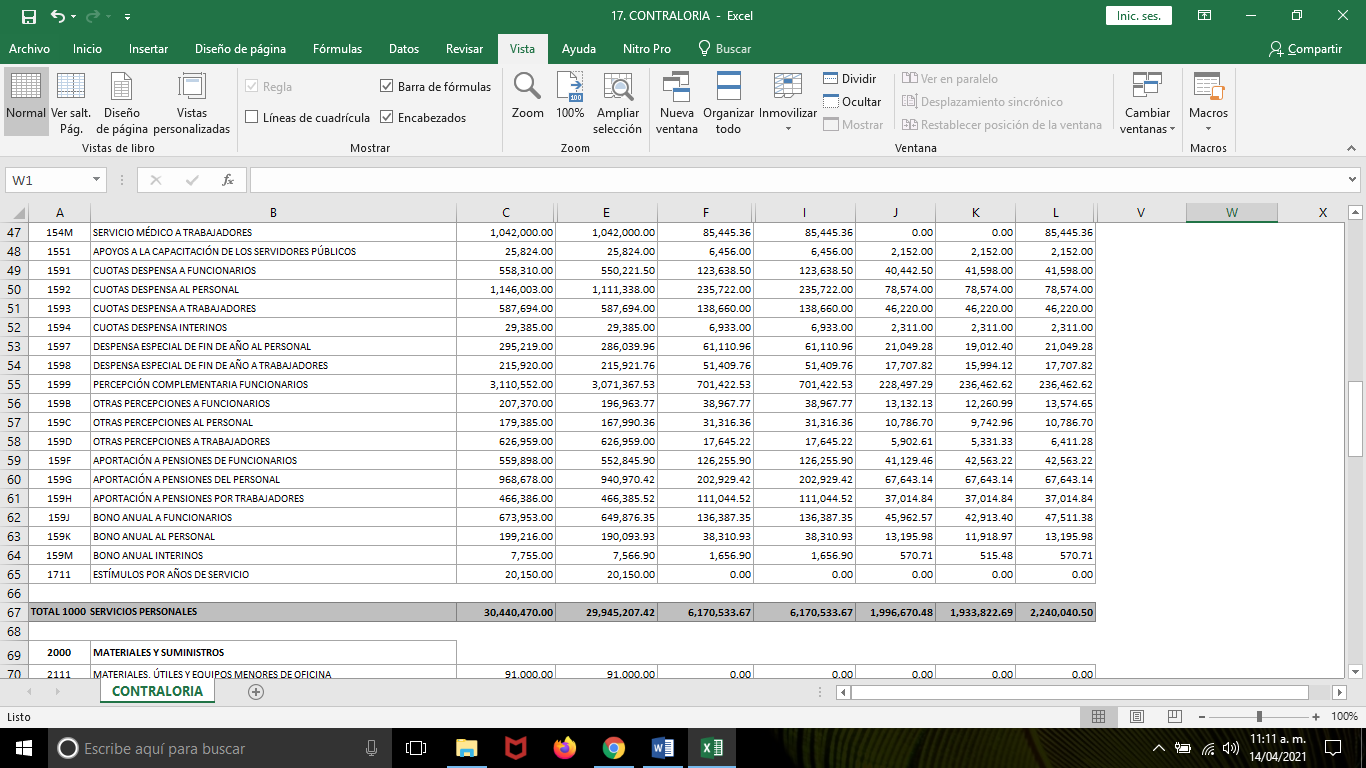 17. CONTRALORIA - Excel
Inic. ses.
Archivo Inicio Insertar Diseño de página Fórmulas Datos Revisar Vista Ayuda Nitro Pro Buscar Compartir
Normal Ver salt. Pág. Diseño de página Vistas personalizadas
Vistas de libro
Regla Barra de fórmulas
Líneas de cuadrícula Encabezados
Mostrar
Zoom 100% Ampliar selección
Zoom
Nueva ventana Organizar todo Inmovilizar
Dividir
Ocultar
Mostrar
Ver en paralelo
Desplazamiento sincrónico
Restablecer posición de la ventana
Ventana
Cambiar ventanas
Macros
Macros
W1 fx
A B C E F I J K L V W X
47 154M SERVICIO MÉDICO A TRABAJADORES 1,042,000.00 1,042,000.00 85,445.36 85,445.36 0.00 0.00 85,445.36
48 1551 APOYOS A LA CAPACITACIÓN DE LOS SERVIDORES PÚBLICOS 25,824.00 25,824.00 6,456.00 6,456.00 2,152.00 2,152.00 2,152.00
49 1591 CUOTAS DESPENSA A FUNCIONARIOS 558,310.00 550,221.50 123,638.50 123,638.50 40,442.50 41,598.00 41,598.00
50 1592 CUOTAS DESPENSA AL PERSONAL 1,146,003.00 1,111,338.00 235,722.00 235,722.00 78,574.00 78,574.00 78,574.00
51 1593 CUOTAS DESPENSA A TRABAJADORES 587,694.00 587,694.00 138,660.00 138,660.00 46,220.00 46,220.00 46,220.00
52 1594 CUOTAS DESPENSA INTERINOS 29,385.00 29,385.00 6,933.00 6,933.00 2,311.00 2,311.00 2,311.00
53 1597 DESPENSA ESPECIAL DE FIN DE AÑO AL PERSONAL 295,219.00 286,039.96 61,110.96 61,110.96 21,049.28 19,012.40 21,049.28
54 1598 DESPENSA ESPECIAL DE FIN DE AÑO A TRABAJADORES 215,920.00 215,921.76 51,409.76 51,409.76 17,707.82 15,994.12 17,707.82
55 1599 PERCEPCIÓN COMPLEMENTARIA FUNCIONARIOS 3,110,552.00 3,071,367.53 701,422.53 701,422.53 228,497.29 236,462.62 236,462.62
56 159B OTRAS PERCEPCIONES A FUNCIONARIOS 207,370.00 196,963.77 38,967.77 38,967.77 13,132.13 12,260.99 13,574.65
57 159C OTRAS PERCEPCIONES AL PERSONAL 179,385.00 167,990.36 31,316.36 31,316.36 10,786.70 9,742.96 10,786.70
58 159D OTRAS PERCEPCIONES A TRABAJADORES 626,959.00 626,959.00 17,645.22 17,645.22 5,902.61 5,331.33 6,411.28
59 159F APORTACIÓN A PENSIONES DE FUNCIONARIOS 559,898.00 552,845.90 126,255.90 126,255.90 41,129.46 42,563.22 42,563.22
60 159G APORTACIÓN A PENSIONES DEL PERSONAL 968,678.00 940,970.42 202,929.42 202,929.42 67,643.14 67,643.14 67,643.14
61 159H APORTACIÓN A PENSIONES POR TRABAJADORES 466,386.00 466,385.52 111,044.52 111,044.52 37,014.84 37,014.84 37,014.84
62 159J BONO ANUAL A FUNCIONARIOS 673,953.00 649,876.35 136,387.35 136,387.35 45,962.57 42,913.40 47,511.38
63 159K BONO ANUAL AL PERSONAL 199,216.00 190,093.93 38,310.93 38,310.93 13,195.98 11,918.97 13,195.98
64 159M BONO ANUAL INTERINOS 7,755.00 7,566.90 1,656.90 1,656.90 570.71 515.48 570.71
65 1711 ESTÍMULOS POR AÑOS DE SERVICIO 20,150.00 20,150.00 0.00 0.00 0.00 0.00 0.00
66
67 TOTAL 1000 SERVICIOS PERSONALES 30,440,470.00 29,945,207.42 6,170,533.67 6,170,533.67 1,996,670.48 1,933,822.69 2,240,040.50
68
69 2000 MATERIALES Y SUMINISTROS
70 2111 MATERIALES, ÚTILES Y EQUIPOS MENORES DE OFICINA 91,000.00 91,000.00 0.00 0.00 0.00 0.00 0.00
CONTRALORIA
Listo 100%
Escribe aquí para buscar
11:11 a. m.
14/04/2021